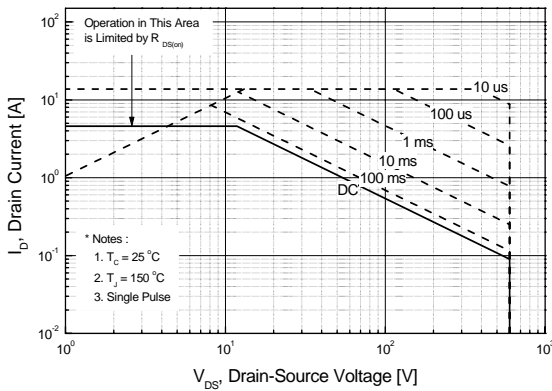 Operation in This Area
is Limited by R DS(on)
10²
10¹
10⁰
10⁻¹
10⁻²
I_D, Drain Current [A]
10 us
100 us
1 ms
10 ms
100 ms
DC
* Notes :
1. T_C = 25 °C
2. T_J = 150 °C
3. Single Pulse
10⁰ 10¹ 10² 10³
V_DS, Drain-Source Voltage [V]